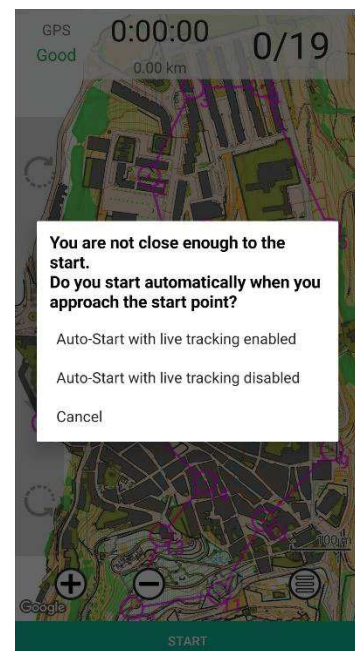 GPS
Good
0:00:00
0.00 km
0/19
You are not close enough to the
start.
Do you start automatically when you
approach the start point?
Auto-Start with live tracking enabled
Auto-Start with live tracking disabled
Cancel
100 m
Google
START